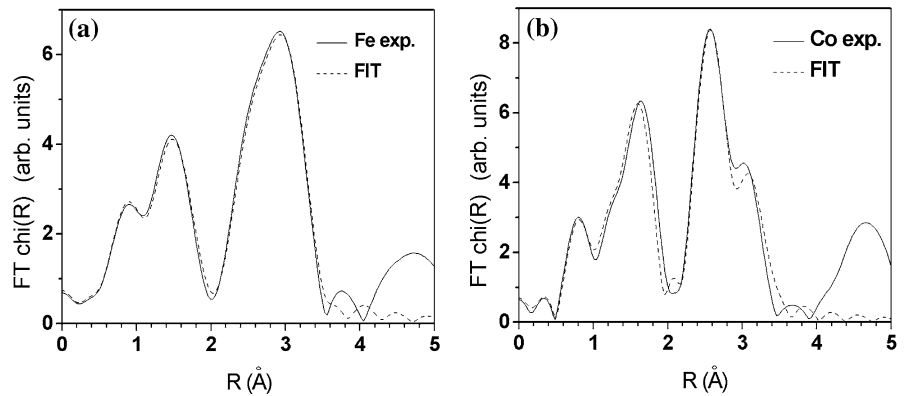 (a)
Fe exp.
FIT
FT chi(R) (arb. units)
6
4
2
0
0 1 2 3 4 5
R (Å)
(b)
Co exp.
FIT
FT chi(R) (arb. units)
8
6
4
2
0
0 1 2 3 4 5
R (Å)